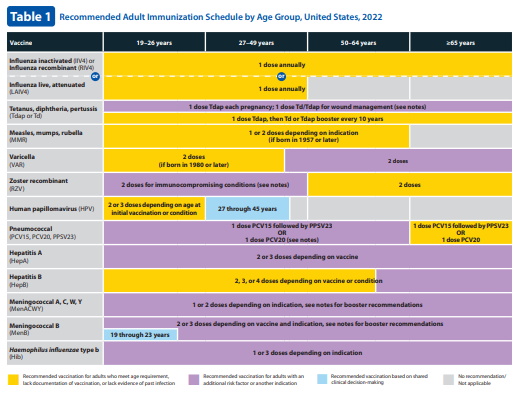 Table 1 Recommended Adult Immunization Schedule by Age Group, United States, 2022
Vaccine 19–26 years 27–49 years 50–64 years ≥65 years
Influenza inactivated (IIV4) or
Influenza recombinant (RIV4)
1 dose annually
or or
Influenza live, attenuated
(LAIV4)
1 dose annually
Tetanus, diphtheria, pertussis
(Tdap or Td)
1 dose Tdap each pregnancy; 1 dose Td/Tdap for wound management (see notes)
1 dose Tdap, then Td or Tdap booster every 10 years
Measles, mumps, rubella
(MMR)
1 or 2 doses depending on indication
(if born in 1957 or later)
Varicella
(VAR)
2 doses
(if born in 1980 or later)
2 doses
Zoster recombinant
(RZV)
2 doses for immunocompromising conditions (see notes)
2 doses
Human papillomavirus (HPV)
2 or 3 doses depending on age at
initial vaccination or condition
27 through 45 years
Pneumococcal
(PCV15, PCV20, PPSV23)
1 dose PCV15 followed by PPSV23
OR
1 dose PCV20 (see notes)
1 dose PCV15 followed by PPSV23
OR
1 dose PCV20
Hepatitis A
(HepA)
2 or 3 doses depending on vaccine
Hepatitis B
(HepB)
2, 3, or 4 doses depending on vaccine or condition
Meningococcal A, C, W, Y
(MenACWY)
1 or 2 doses depending on indication, see notes for booster recommendations
Meningococcal B
(MenB)
2 or 3 doses depending on vaccine and indication, see notes for booster recommendations
19 through 23 years
Haemophilus influenzae type b
(Hib)
1 or 3 doses depending on indication
Recommended vaccination for adults who meet age requirement,
lack documentation of vaccination, or lack evidence of past infection
Recommended vaccination for adults with an
additional risk factor or another indication
Recommended vaccination based on shared
clinical decision-making
No recommendation/
Not applicable